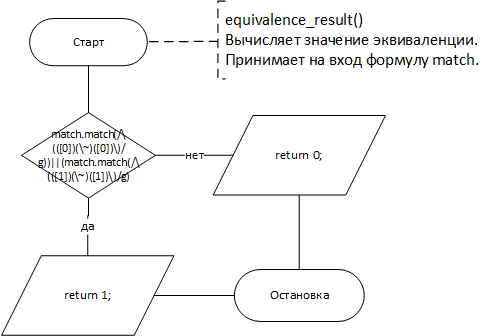 Старт
equivalence_result()
Вычисляет значение эквиваленции.
Принимает на вход формулу match.
match.match(/\
(([0])(\~)([0])\)/
g))||(match.match(/\
(([1])(\~)([1])\)/g)
нет
return 0;
да
return 1;
Остановка